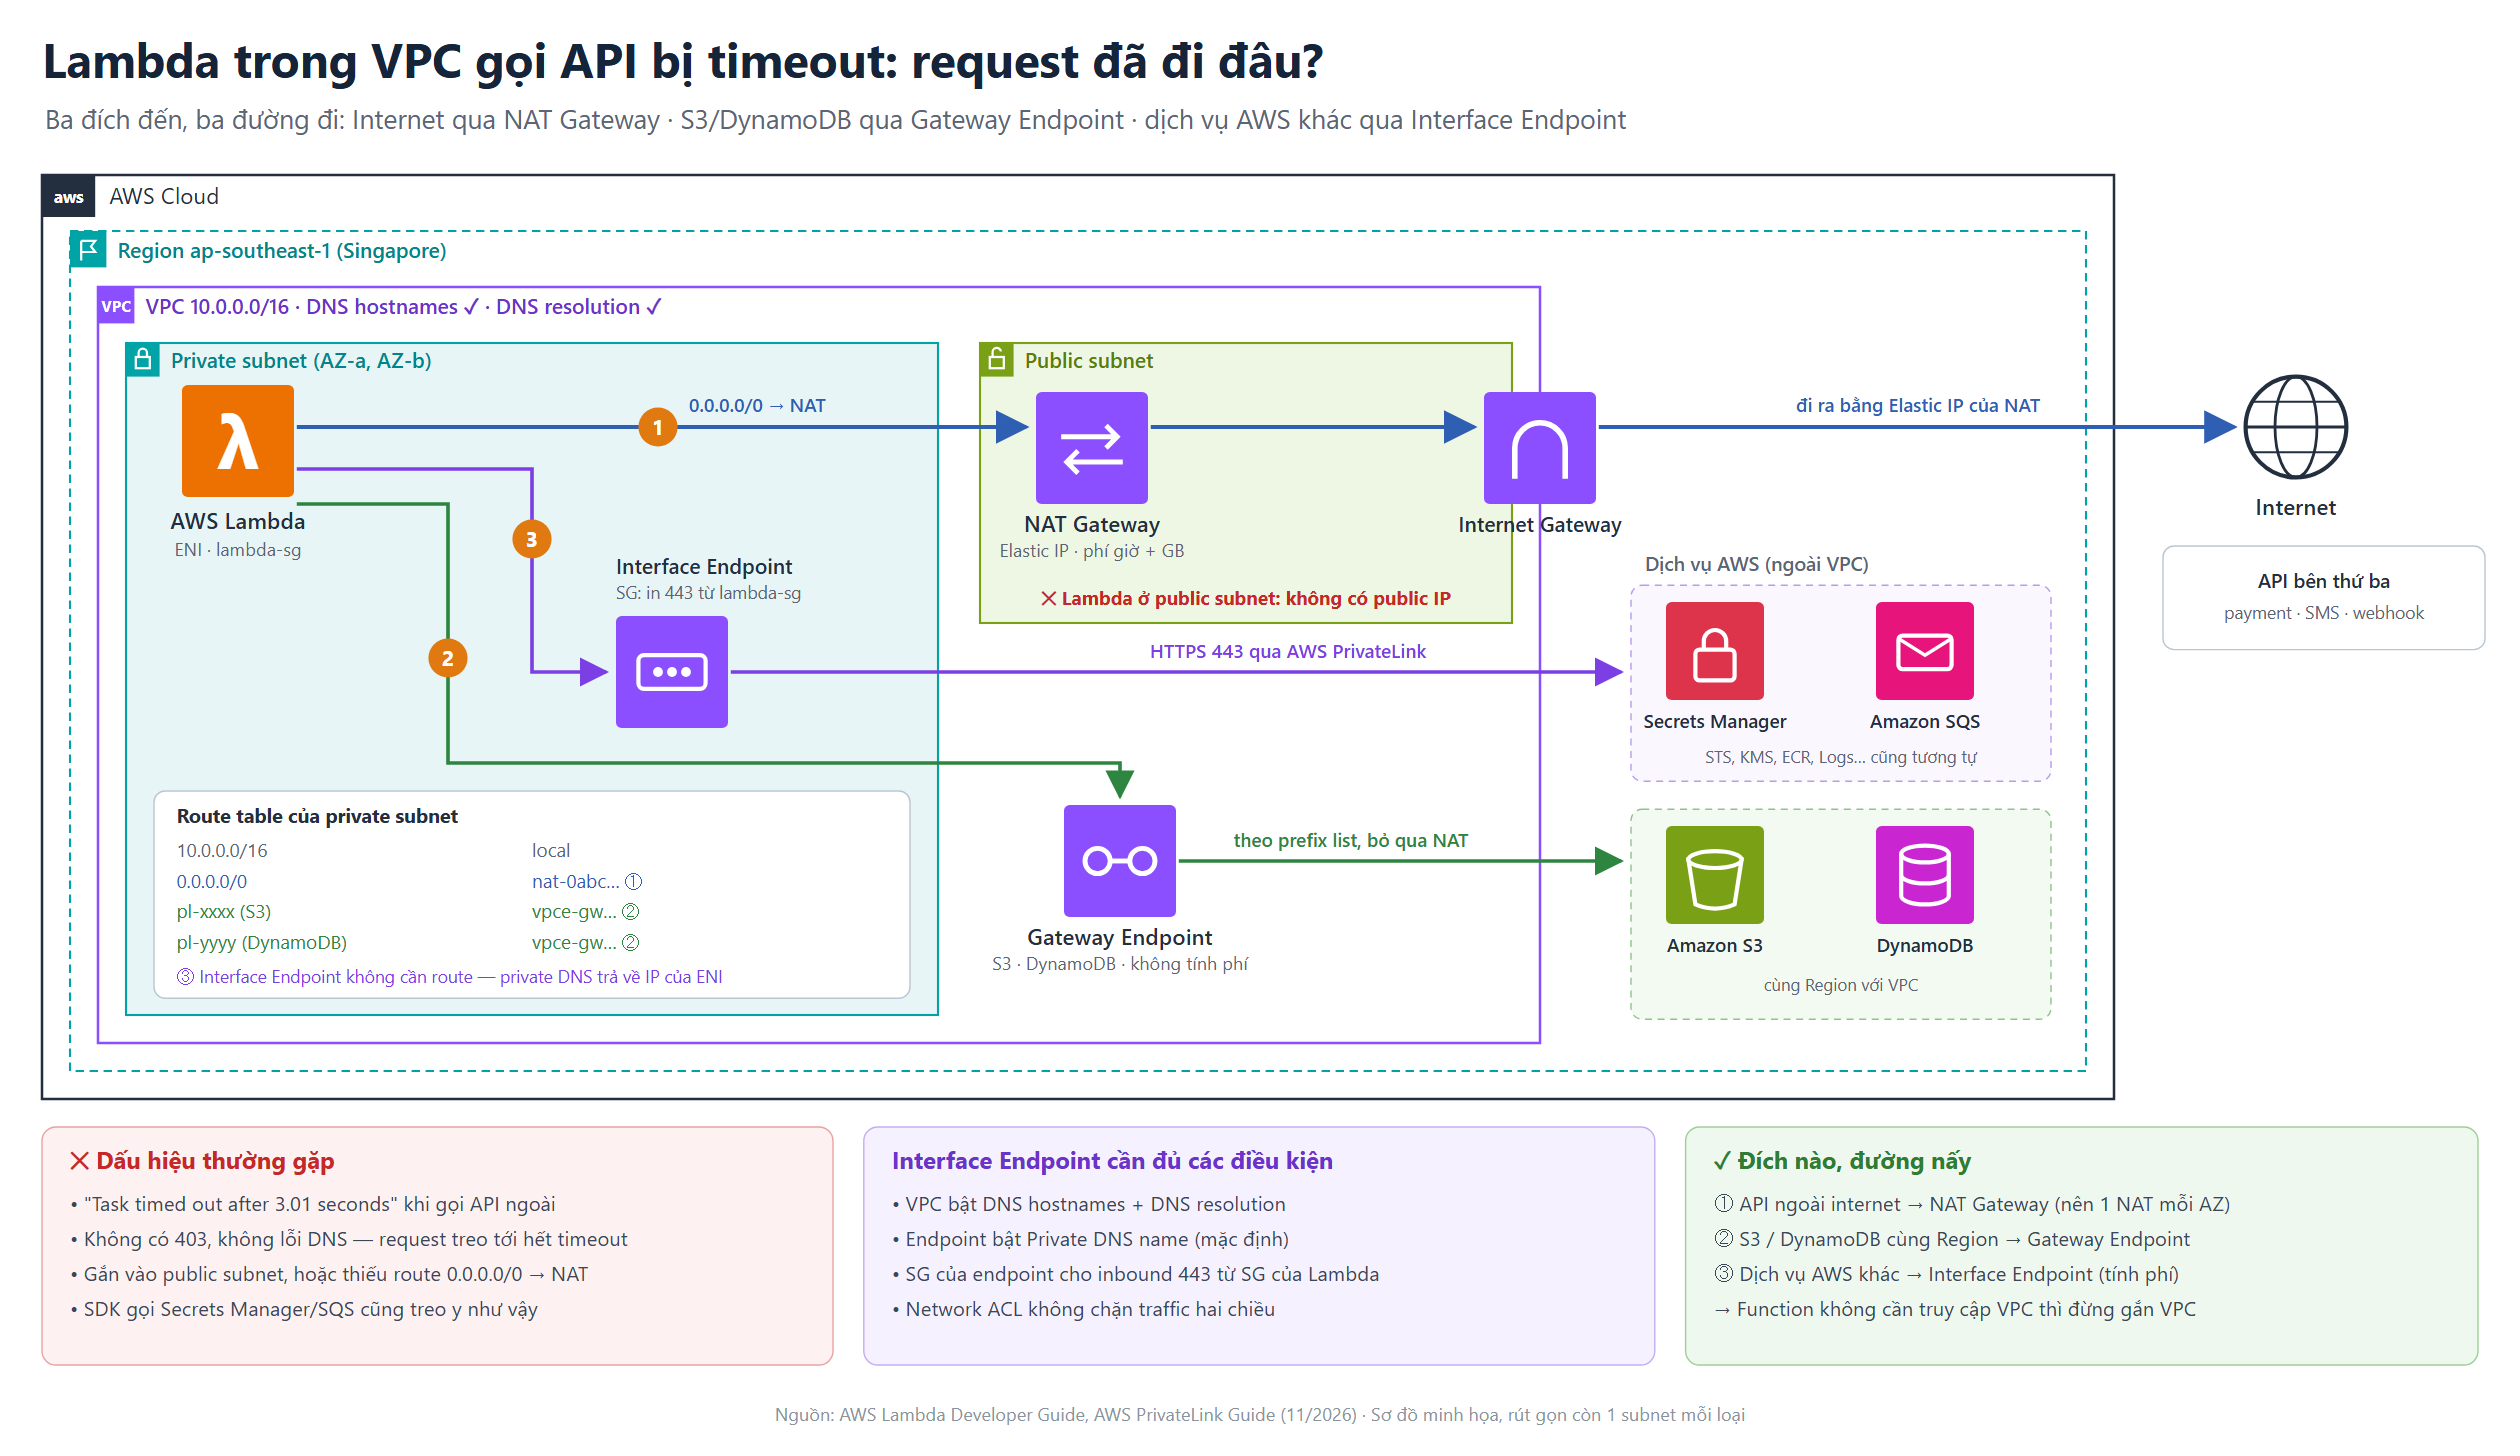 Lambda trong VPC gọi API bị timeout: request đã đi đâu?
Ba đích đến, ba đường đi: Internet qua NAT Gateway · S3/DynamoDB qua Gateway Endpoint · dịch vụ AWS khác qua Interface Endpoint
aws
AWS Cloud
Region ap-southeast-1 (Singapore)
VPC
VPC 10.0.0.0/16 · DNS hostnames ✓ · DNS resolution ✓
Private subnet (AZ-a, AZ-b)
Public subnet
λ
AWS Lambda
ENI · lambda-sg
1
0.0.0.0/0 → NAT
NAT Gateway
Elastic IP · phí giờ + GB
✕ Lambda ở public subnet: không có public IP
Internet Gateway
đi ra bằng Elastic IP của NAT
Internet
API bên thứ ba
payment · SMS · webhook
3
Interface Endpoint
SG: in 443 từ lambda-sg
HTTPS 443 qua AWS PrivateLink
Dịch vụ AWS (ngoài VPC)
Secrets Manager
Amazon SQS
STS, KMS, ECR, Logs... cũng tương tự
2
Gateway Endpoint
S3 · DynamoDB · không tính phí
theo prefix list, bỏ qua NAT
Amazon S3
DynamoDB
cùng Region với VPC
Route table của private subnet
10.0.0.0/16 local
0.0.0.0/0 nat-0abc... ①
pl-xxxx (S3) vpce-gw... ②
pl-yyyy (DynamoDB) vpce-gw... ②
③ Interface Endpoint không cần route — private DNS trả về IP của ENI
✕ Dấu hiệu thường gặp
• "Task timed out after 3.01 seconds" khi gọi API ngoài
• Không có 403, không lỗi DNS — request treo tới hết timeout
• Gắn vào public subnet, hoặc thiếu route 0.0.0.0/0 → NAT
• SDK gọi Secrets Manager/SQS cũng treo y như vậy
Interface Endpoint cần đủ các điều kiện
• VPC bật DNS hostnames + DNS resolution
• Endpoint bật Private DNS name (mặc định)
• SG của endpoint cho inbound 443 từ SG của Lambda
• Network ACL không chặn traffic hai chiều
✓ Đích nào, đường nấy
① API ngoài internet → NAT Gateway (nên 1 NAT mỗi AZ)
② S3 / DynamoDB cùng Region → Gateway Endpoint
③ Dịch vụ AWS khác → Interface Endpoint (tính phí)
→ Function không cần truy cập VPC thì đừng gắn VPC
Nguồn: AWS Lambda Developer Guide, AWS PrivateLink Guide (11/2026) · Sơ đồ minh họa, rút gọn còn 1 subnet mỗi loại